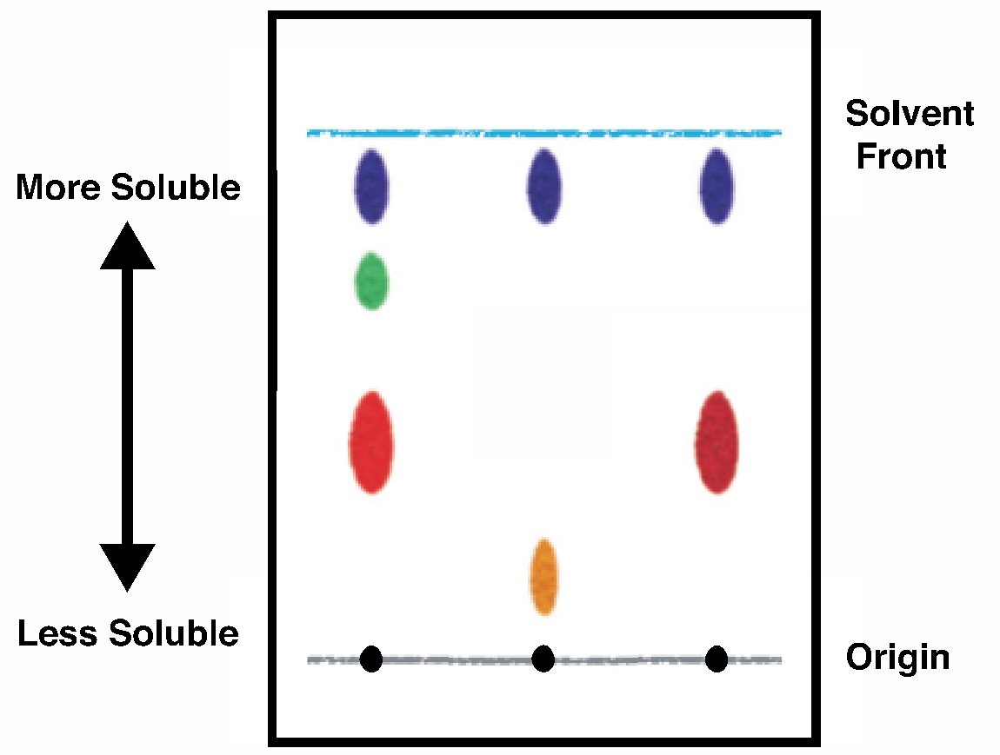 Solvent
Front
More Soluble
Less Soluble
Origin